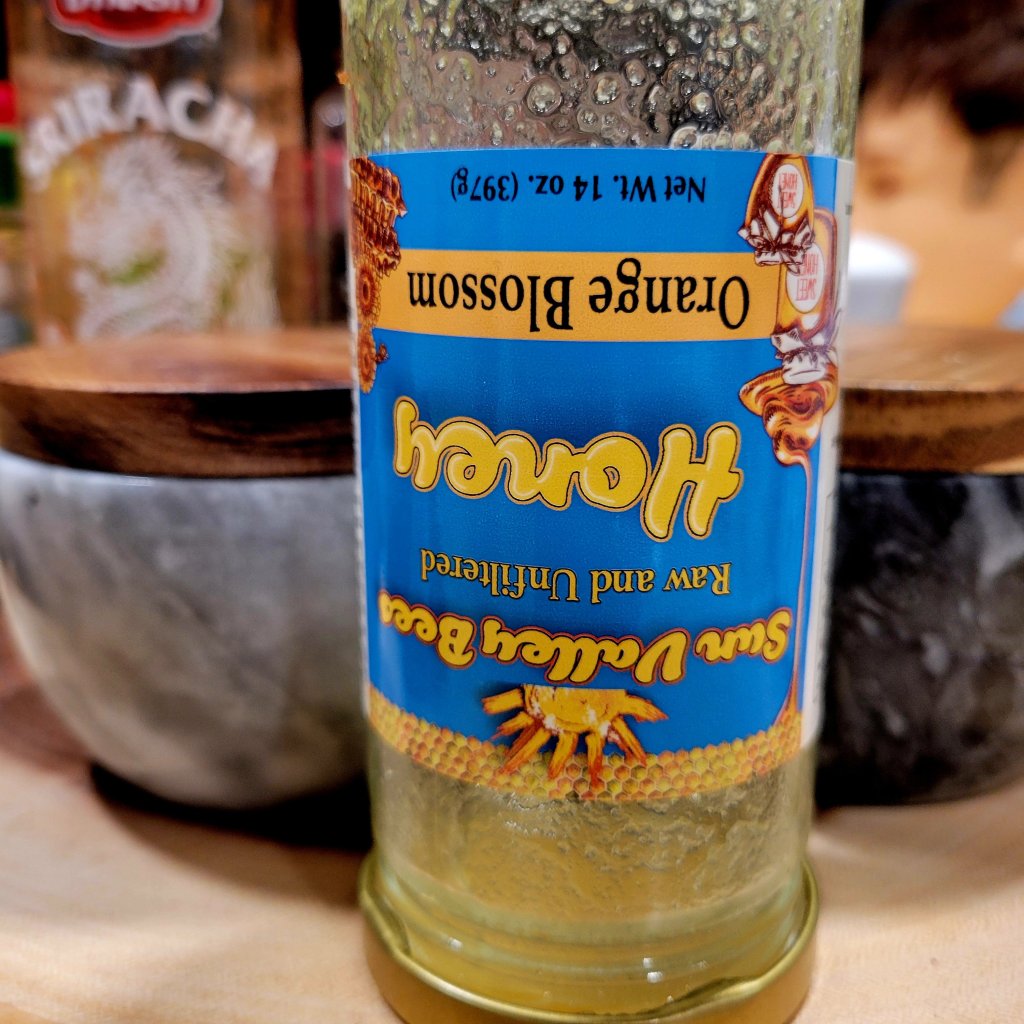 Sun Valley Bees
Raw and Unfiltered
Honey
Orange Blossom
Net Wt. 14 oz. (397g)
SRIRACHA